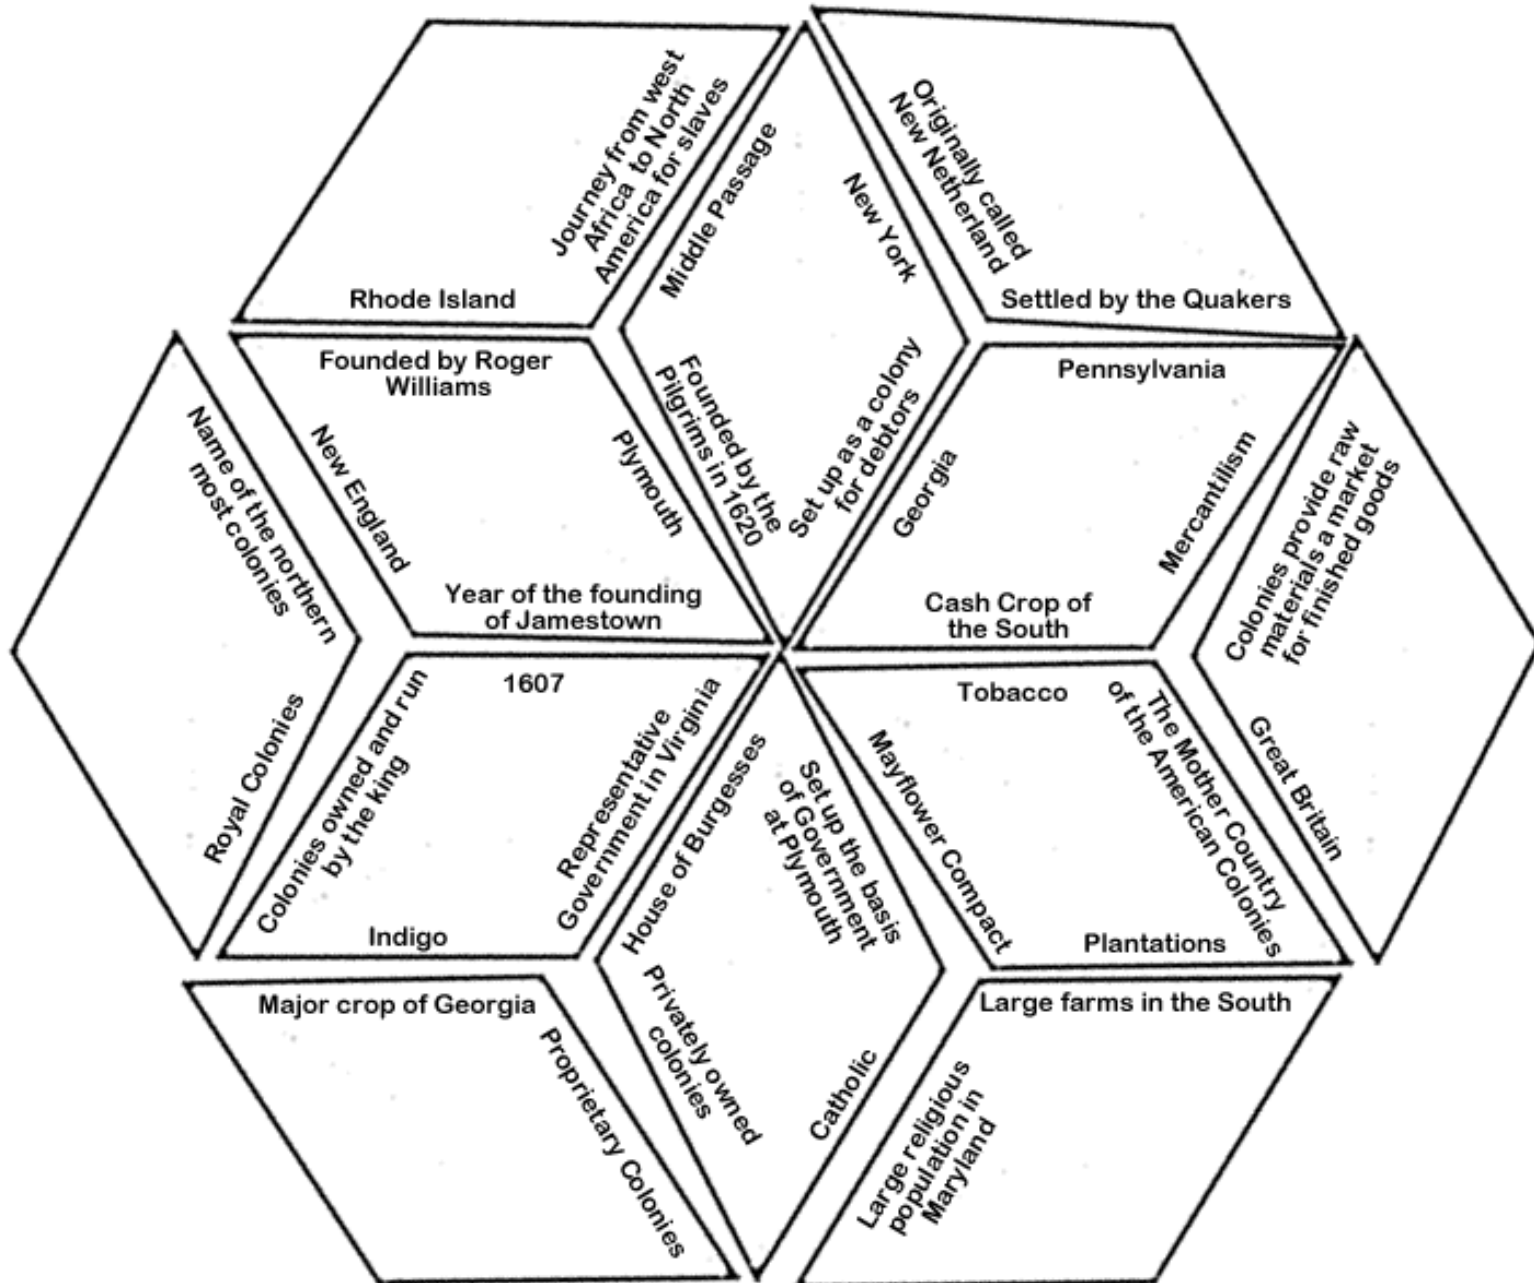 Journey from west
Africa to North
America for slaves
Rhode Island
Middle Passage
New York
Founded by the
Pilgrims in 1620
Set up as a colony
for debtors
Originally called
New Netherland
Settled by the Quakers
Founded by Roger
Williams
New England
Plymouth
Year of the founding
of Jamestown
Pennsylvania
Georgia
Mercantilism
Cash Crop of
the South
Name of the northern
most colonies
Royal Colonies
Colonies provide raw
materials a market
for finished goods
Great Britain
1607
Colonies owned and run
by the king
Representative
Government in Virginia
Indigo
House of Burgesses
Set up the basis
of Government
at Plymouth
Privately owned
colonies
Catholic
Tobacco
Mayflower Compact
The Mother Country
of the American Colonies
Plantations
Major crop of Georgia
Proprietary Colonies
Large farms in the South
Large religious
population in
Maryland